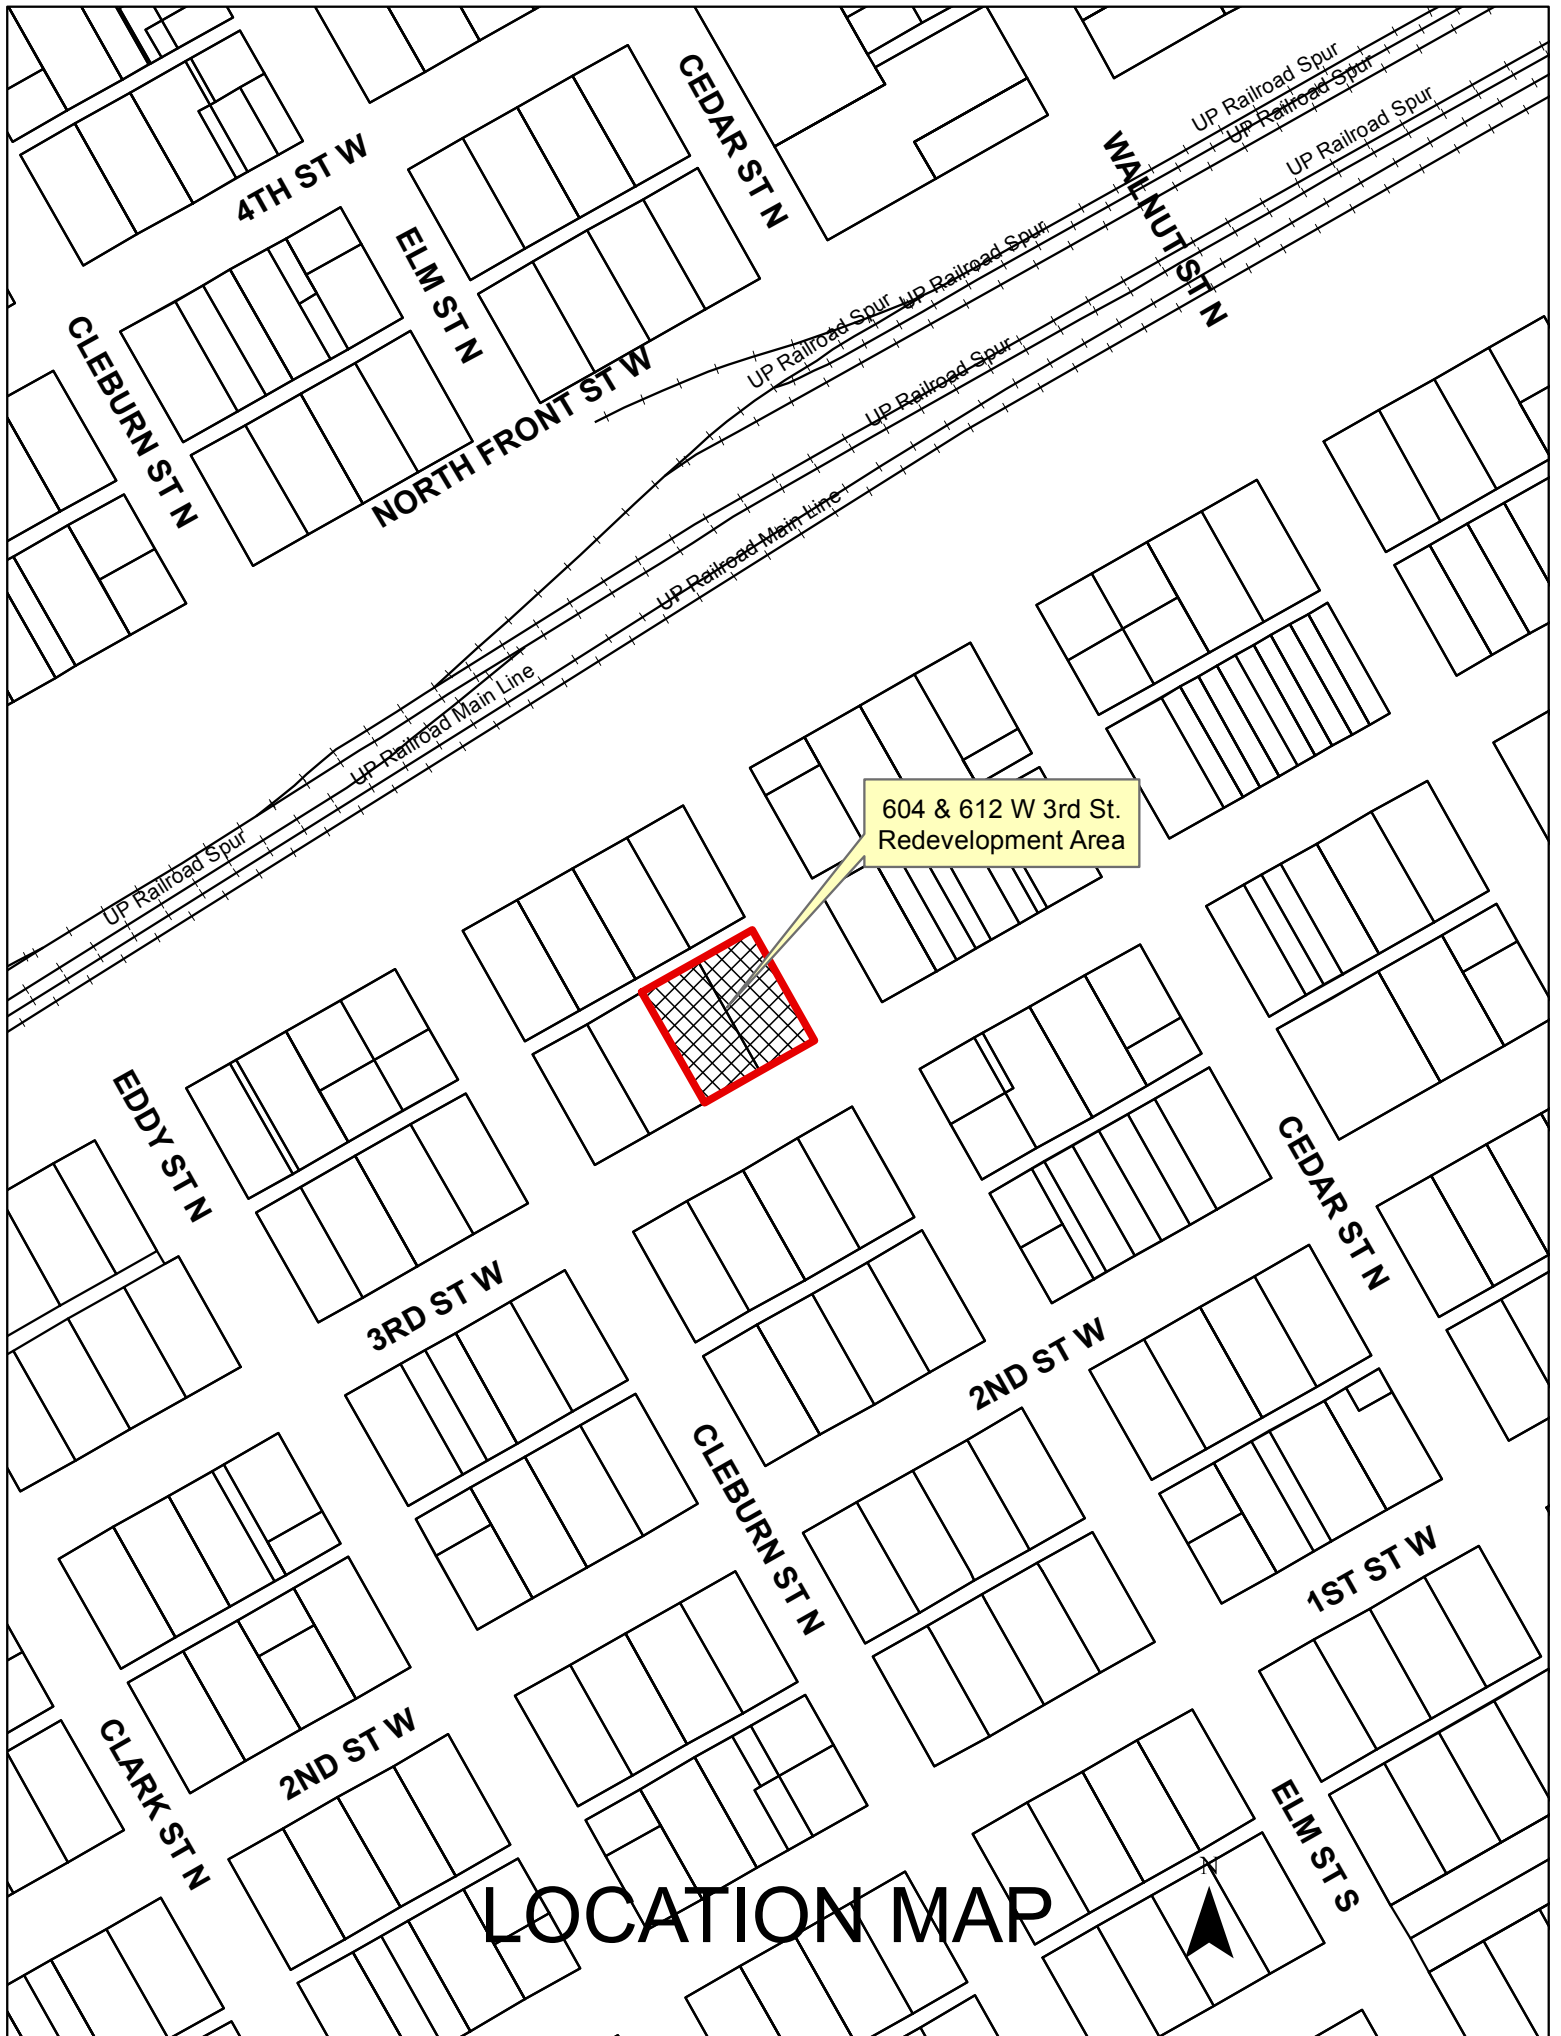 UP Railroad Spur
UP Railroad Spur
UP Railroad Spur
CEDAR ST N
WALNUT ST N
4TH ST W
ELM ST N
UP Railroad Spur
UP Railroad Spur
CLEBURN ST N
NORTH FRONT ST W
UP Railroad Spur
UP Railroad Main Line
UP Railroad Main Line
604 & 612 W 3rd St.
Redevelopment Area
UP Railroad Spur
EDDY ST N
CEDAR ST N
3RD ST W
2ND ST W
CLEBURN ST N
1ST ST W
CLARK ST N
2ND ST W
ELM ST S
LOCATION MAP
N